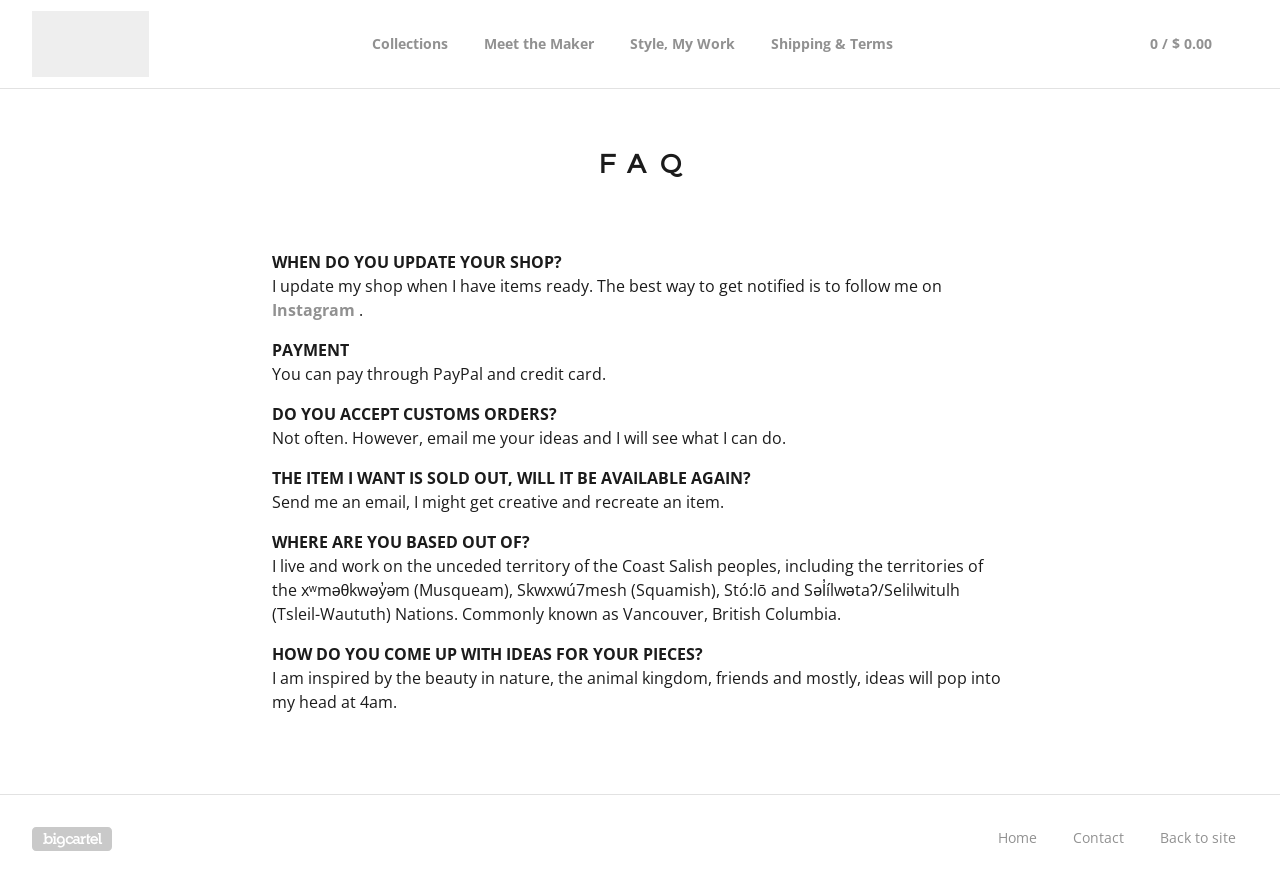 Collections Meet the Maker Style, My Work Shipping & Terms 0 / $ 0.00
FAQ
WHEN DO YOU UPDATE YOUR SHOP?
I update my shop when I have items ready. The best way to get notified is to follow me on
Instagram .
PAYMENT
You can pay through PayPal and credit card.
DO YOU ACCEPT CUSTOMS ORDERS?
Not often. However, email me your ideas and I will see what I can do.
THE ITEM I WANT IS SOLD OUT, WILL IT BE AVAILABLE AGAIN?
Send me an email, I might get creative and recreate an item.
WHERE ARE YOU BASED OUT OF?
I live and work on the unceded territory of the Coast Salish peoples, including the territories of
the xʷməθkwəy̓əm (Musqueam), Skwxwú7mesh (Squamish), Stó:lō and Səl̓ílwətaʔ/Selilwitulh
(Tsleil-Waututh) Nations. Commonly known as Vancouver, British Columbia.
HOW DO YOU COME UP WITH IDEAS FOR YOUR PIECES?
I am inspired by the beauty in nature, the animal kingdom, friends and mostly, ideas will pop into
my head at 4am.
bigcartel Home Contact Back to site